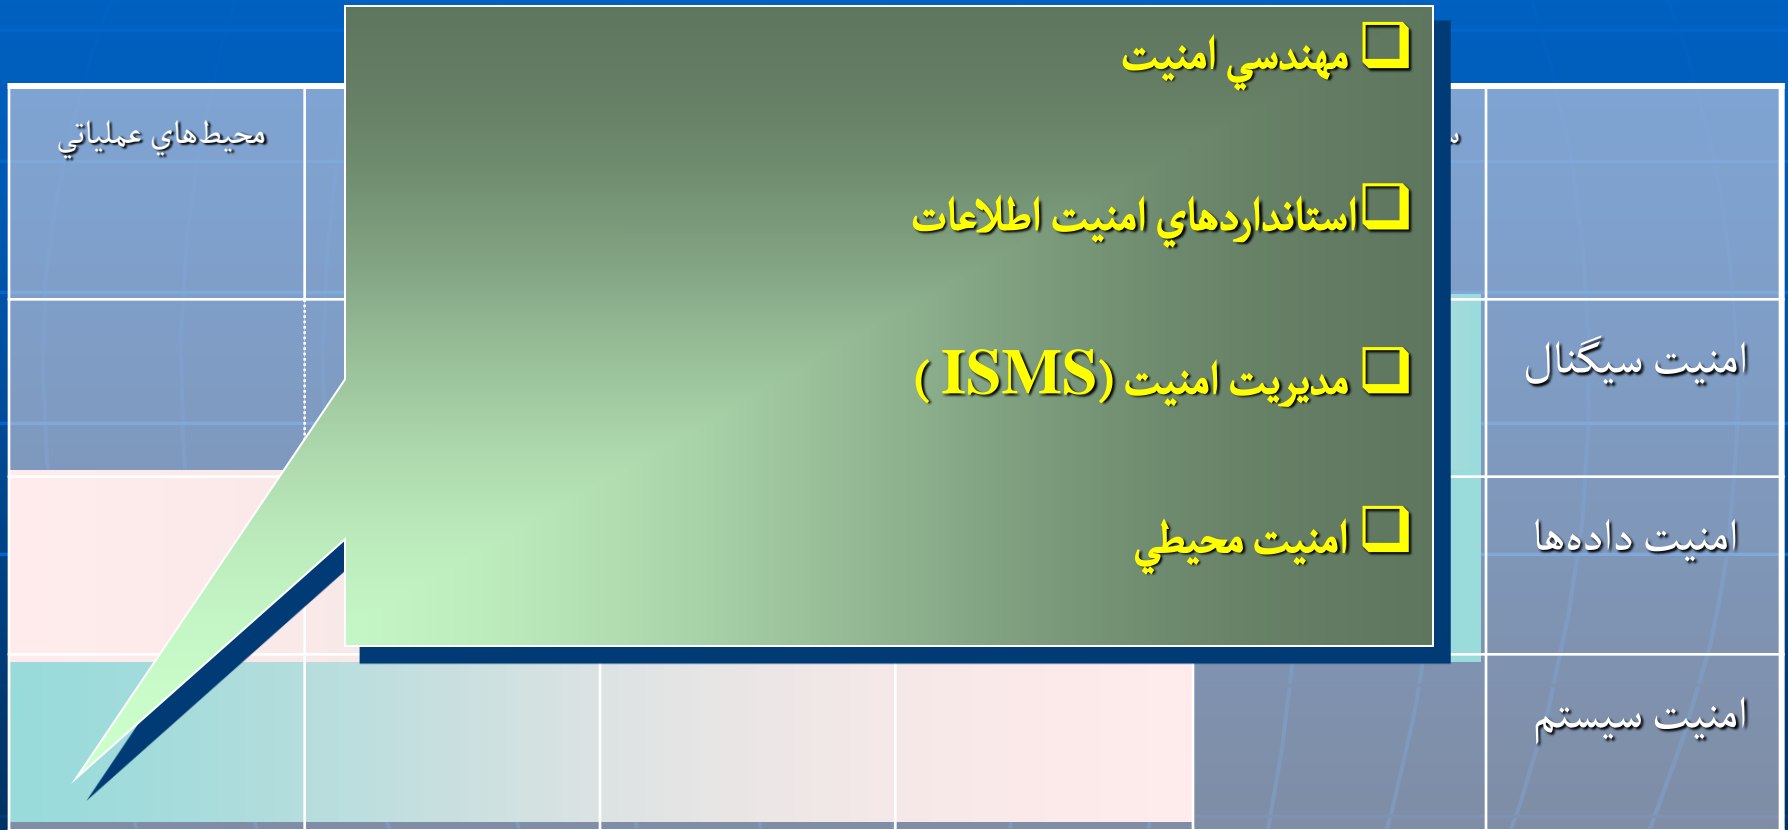 مهندسي امنيت
استانداردهاي امنيت اطلاعات
مديريت امنيت (ISMS )
امنيت محيطي
محيط‌هاي عملياتي
امنيت سيگنال
امنيت داده‌ها
امنيت سيستم